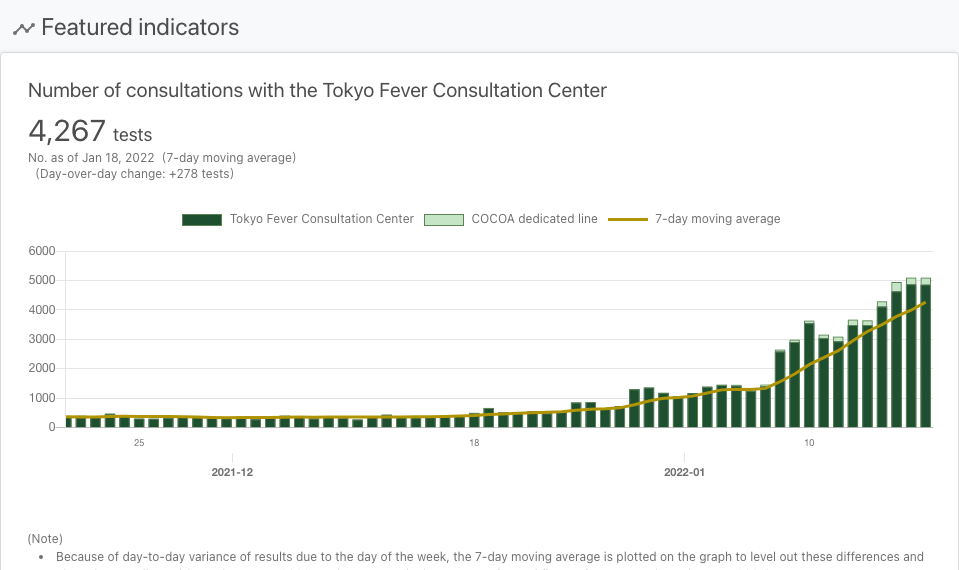 Featured indicators
Number of consultations with the Tokyo Fever Consultation Center
4,267 tests
No. as of Jan 18, 2022 (7-day moving average)
(Day-over-day change: +278 tests)
Tokyo Fever Consultation Center COCOA dedicated line 7-day moving average
6000
5000
4000
3000
2000
1000
0
25 18 10
2021-12 2022-01
(Note)
• Because of day-to-day variance of results due to the day of the week, the 7-day moving average is plotted on the graph to level out these differences and